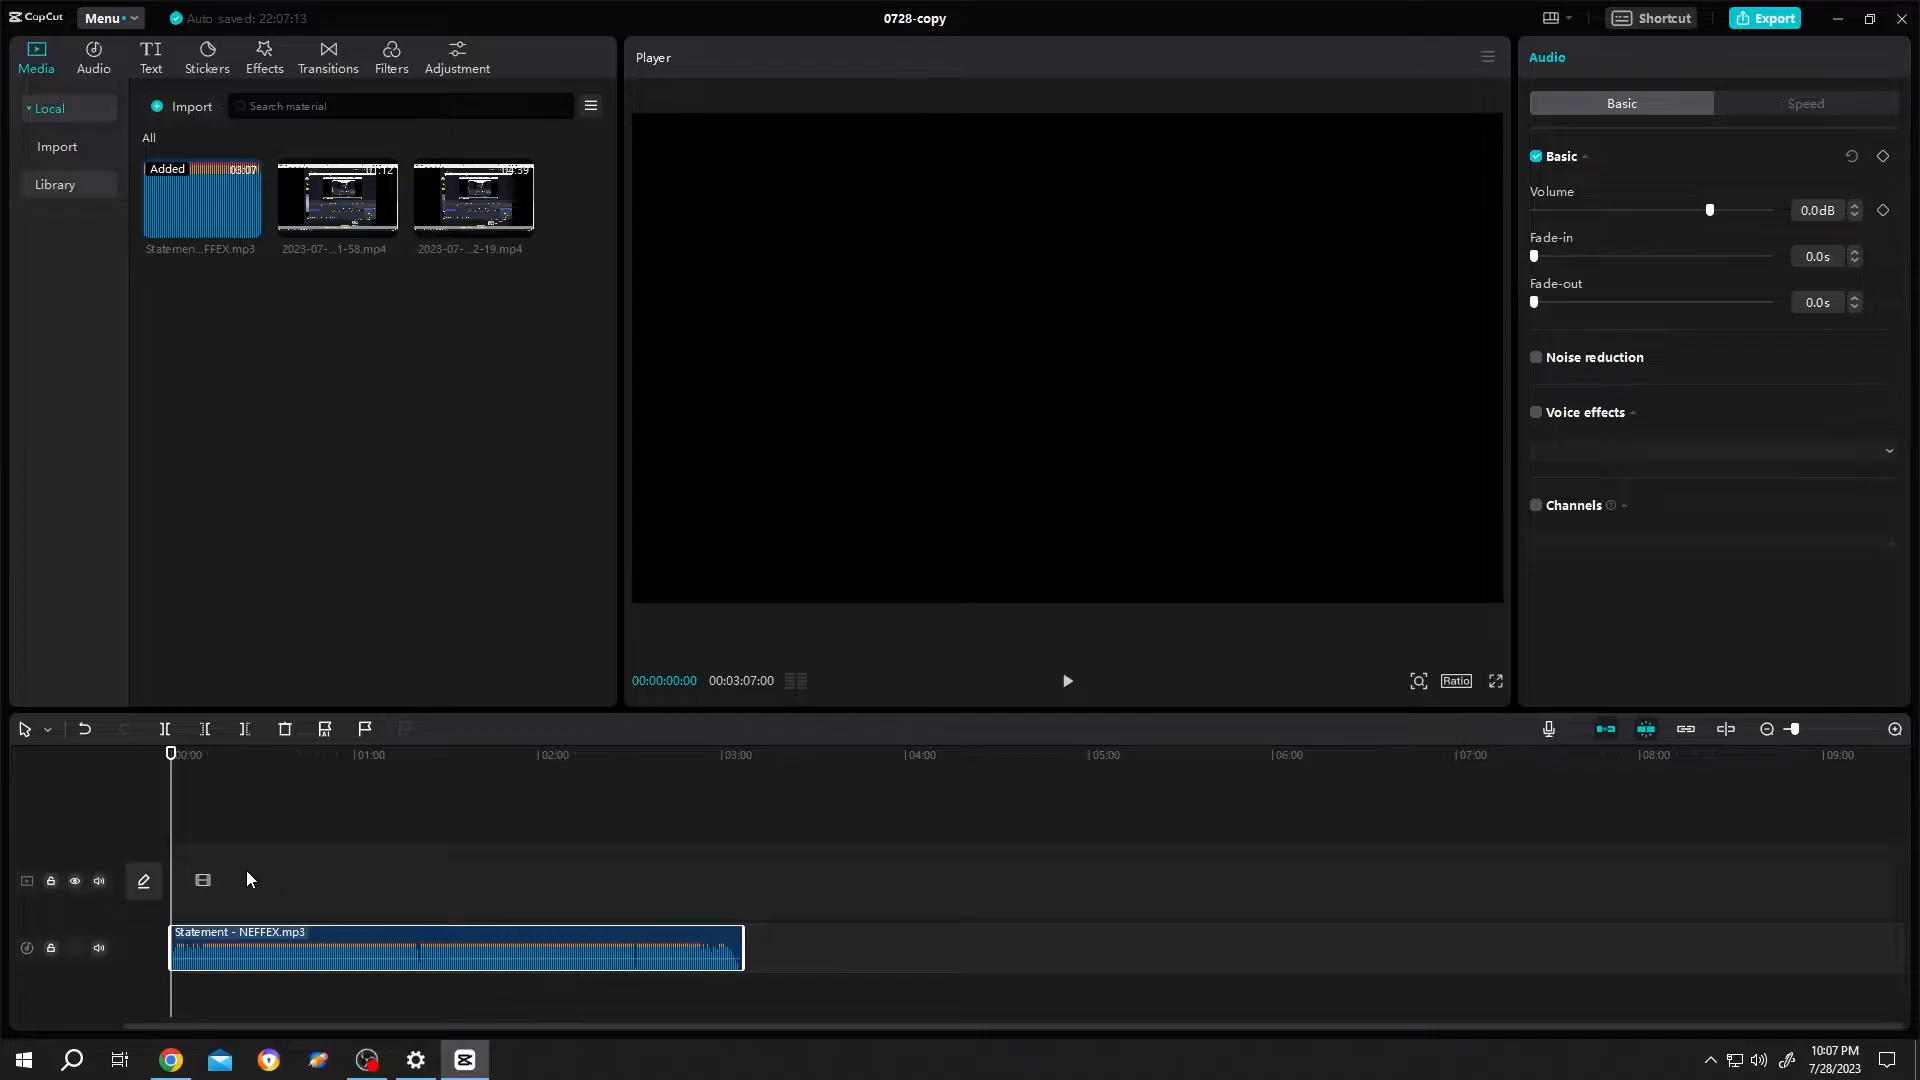 CapCut
Menu
Auto saved: 22:07:13
0728-copy
Shortcut
Export
Media
Audio
Text
Stickers
Effects
Transitions
Filters
Adjustment
Player
Audio
Local
Import
Search material
Basic
Speed
All
Import
Library
Added
03:07
01:12
04:39
Statemen...FFEX.mp3
2023-07-...1-58.mp4
2023-07-...2-19.mp4
Basic
Volume
0.0dB
Fade-in
0.0s
Fade-out
0.0s
Noise reduction
Voice effects
Channels
00:00:00:00
00:03:07:00
Ratio
00:00
01:00
02:00
03:00
04:00
05:00
06:00
07:00
08:00
09:00
Statement - NEFFEX.mp3
10:07 PM
7/28/2023